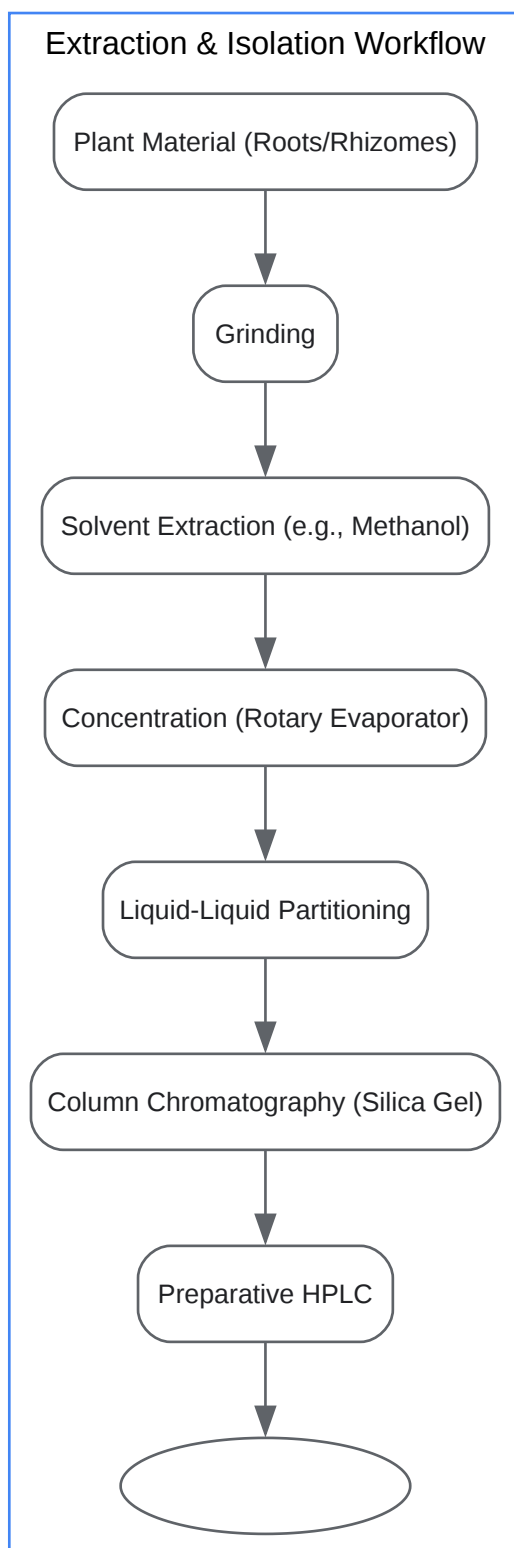 Extraction & Isolation Workflow
Plant Material (Roots/Rhizomes)
Grinding
Solvent Extraction (e.g., Methanol)
Concentration (Rotary Evaporator)
Liquid-Liquid Partitioning
Column Chromatography (Silica Gel)
Preparative HPLC